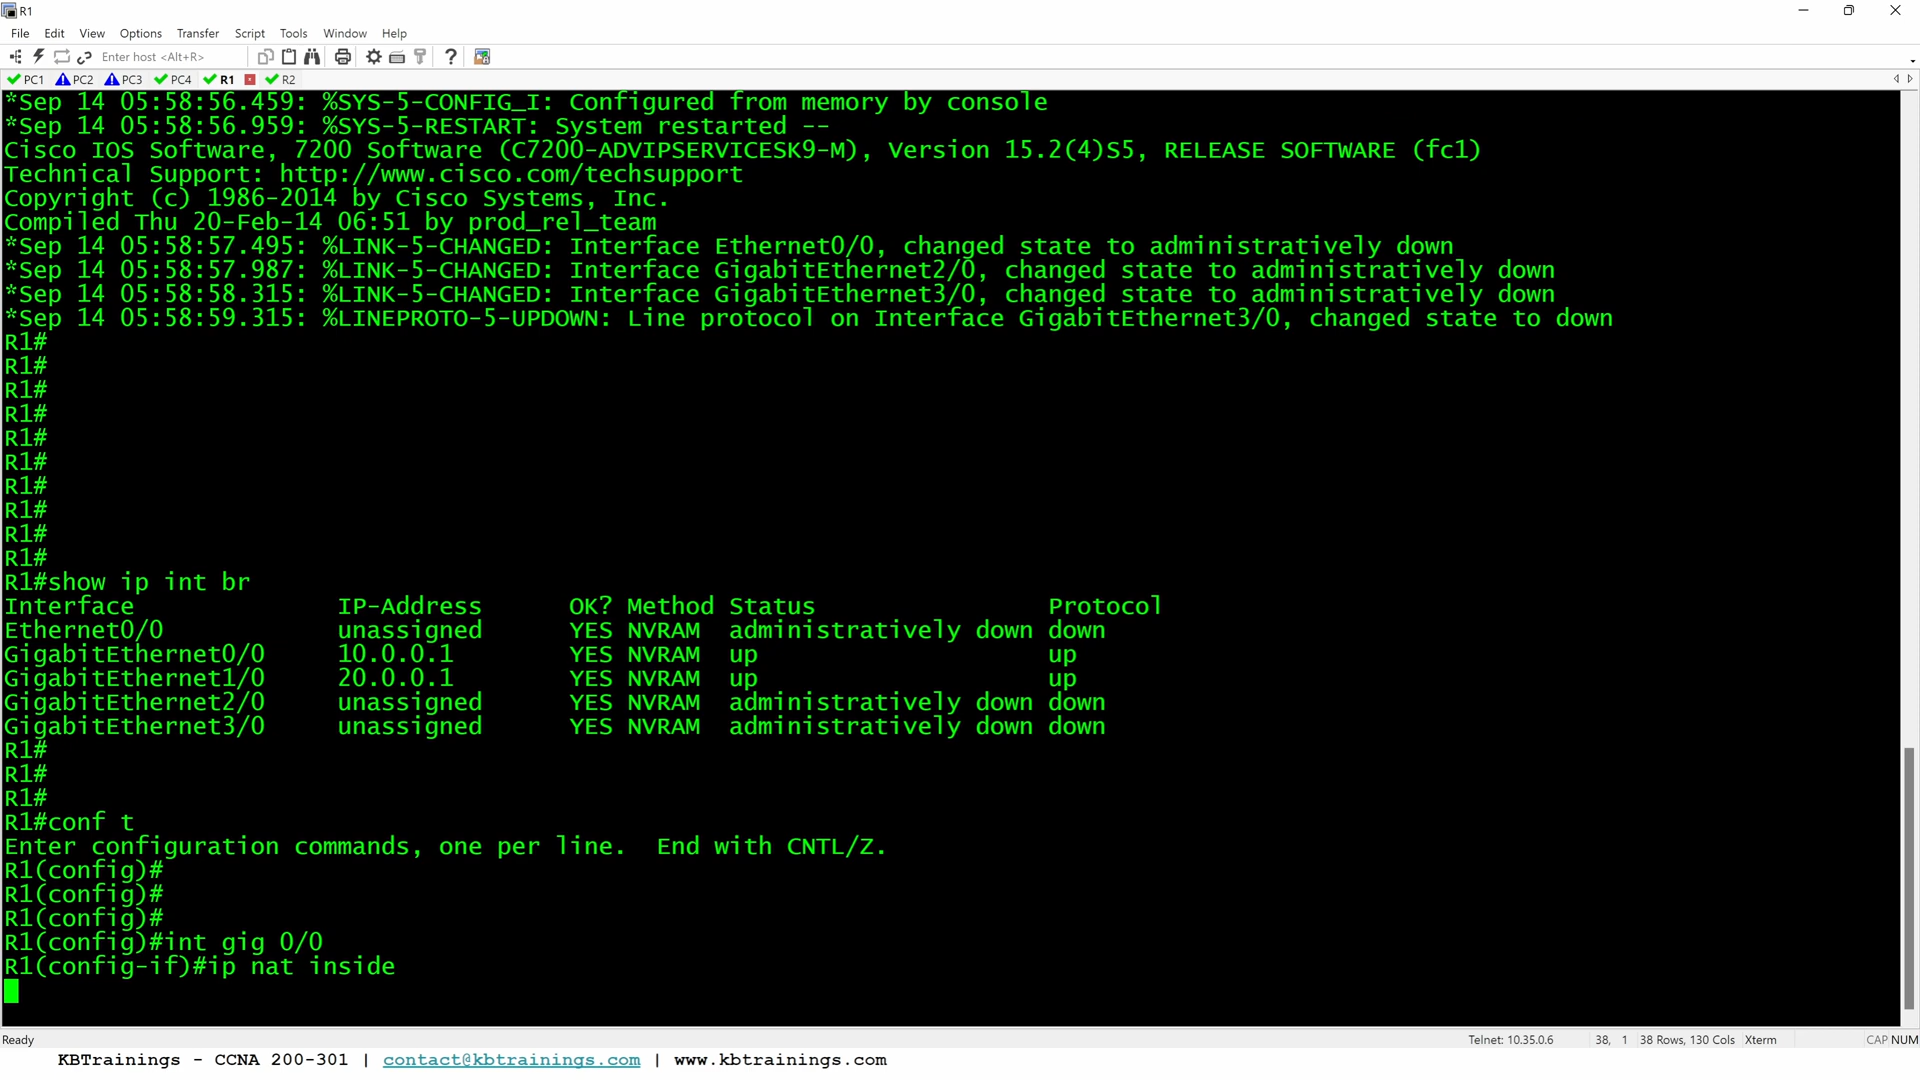 R1
File Edit View Options Transfer Script Tools Window Help
Enter host <Alt+R>
PC1 PC2 PC3 PC4 R1 R2
*Sep 14 05:58:56.459: %SYS-5-CONFIG_I: Configured from memory by console
*Sep 14 05:58:56.959: %SYS-5-RESTART: System restarted --
Cisco IOS Software, 7200 Software (C7200-ADVIPSERVICESK9-M), Version 15.2(4)S5, RELEASE SOFTWARE (fc1)
Technical Support: http://www.cisco.com/techsupport
Copyright (c) 1986-2014 by Cisco Systems, Inc.
Compiled Thu 20-Feb-14 06:51 by prod_rel_team
*Sep 14 05:58:57.495: %LINK-5-CHANGED: Interface Ethernet0/0, changed state to administratively down
*Sep 14 05:58:57.987: %LINK-5-CHANGED: Interface GigabitEthernet2/0, changed state to administratively down
*Sep 14 05:58:58.315: %LINK-5-CHANGED: Interface GigabitEthernet3/0, changed state to administratively down
*Sep 14 05:58:59.315: %LINEPROTO-5-UPDOWN: Line protocol on Interface GigabitEthernet3/0, changed state to down
R1#
R1#
R1#
R1#
R1#
R1#
R1#
R1#
R1#
R1#
R1#show ip int br
Interface IP-Address OK? Method Status Protocol
Ethernet0/0 unassigned YES NVRAM administratively down down
GigabitEthernet0/0 10.0.0.1 YES NVRAM up up
GigabitEthernet1/0 20.0.0.1 YES NVRAM up up
GigabitEthernet2/0 unassigned YES NVRAM administratively down down
GigabitEthernet3/0 unassigned YES NVRAM administratively down down
R1#
R1#
R1#
R1#conf t
Enter configuration commands, one per line. End with CNTL/Z.
R1(config)#
R1(config)#
R1(config)#
R1(config)#int gig 0/0
R1(config-if)#ip nat inside
Ready Telnet: 10.35.0.6 38, 1 38 Rows, 130 Cols Xterm CAP NUM
KBTrainings - CCNA 200-301 | contact@kbtrainings.com | www.kbtrainings.com